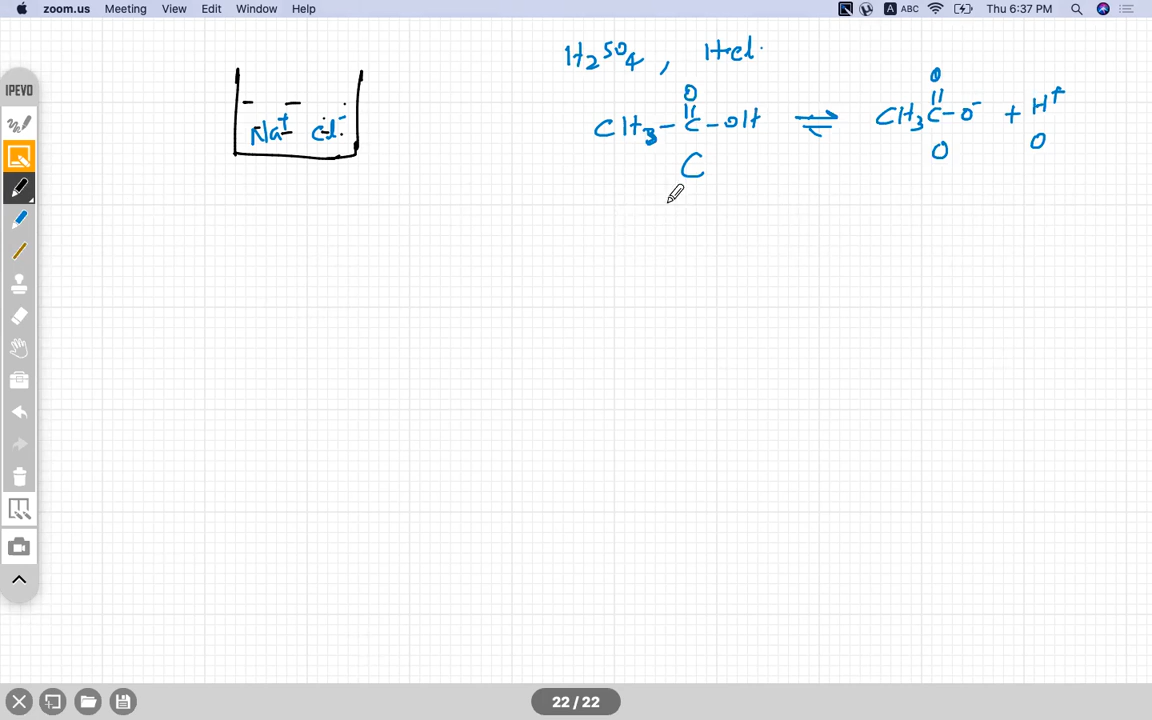 zoom.us Meeting View Edit Window Help
A ABC Thu 6:37 PM
IPEVO
H₂SO₄ , HCl
O
CH₃ – C – OH ⇌ CH₃C – O⁻ + H⁺
O
C O O
Na⁺ Cl⁻
22 / 22